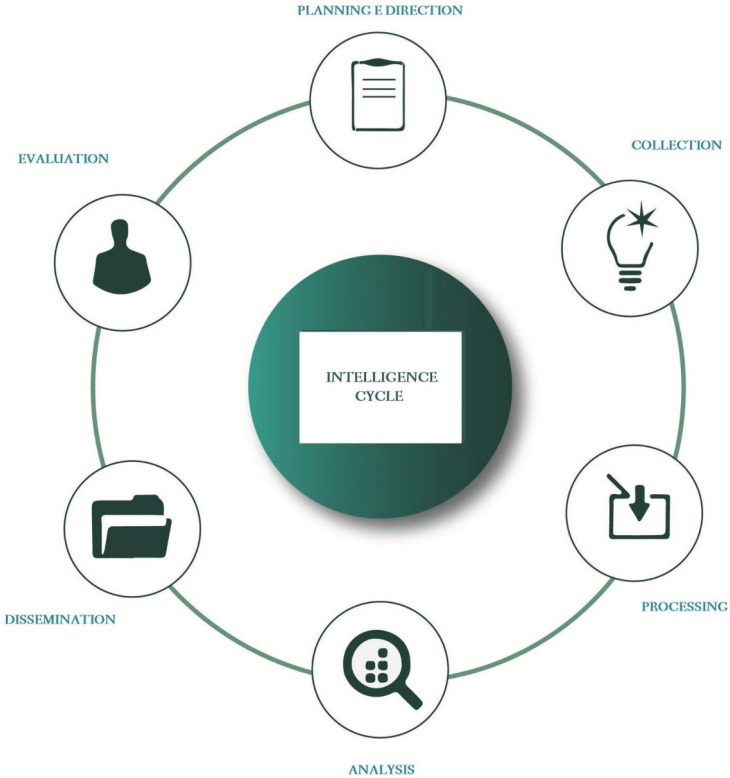 PLANNING E DIRECTION
COLLECTION
EVALUATION
INTELLIGENCE
CYCLE
PROCESSING
DISSEMINATION
ANALYSIS